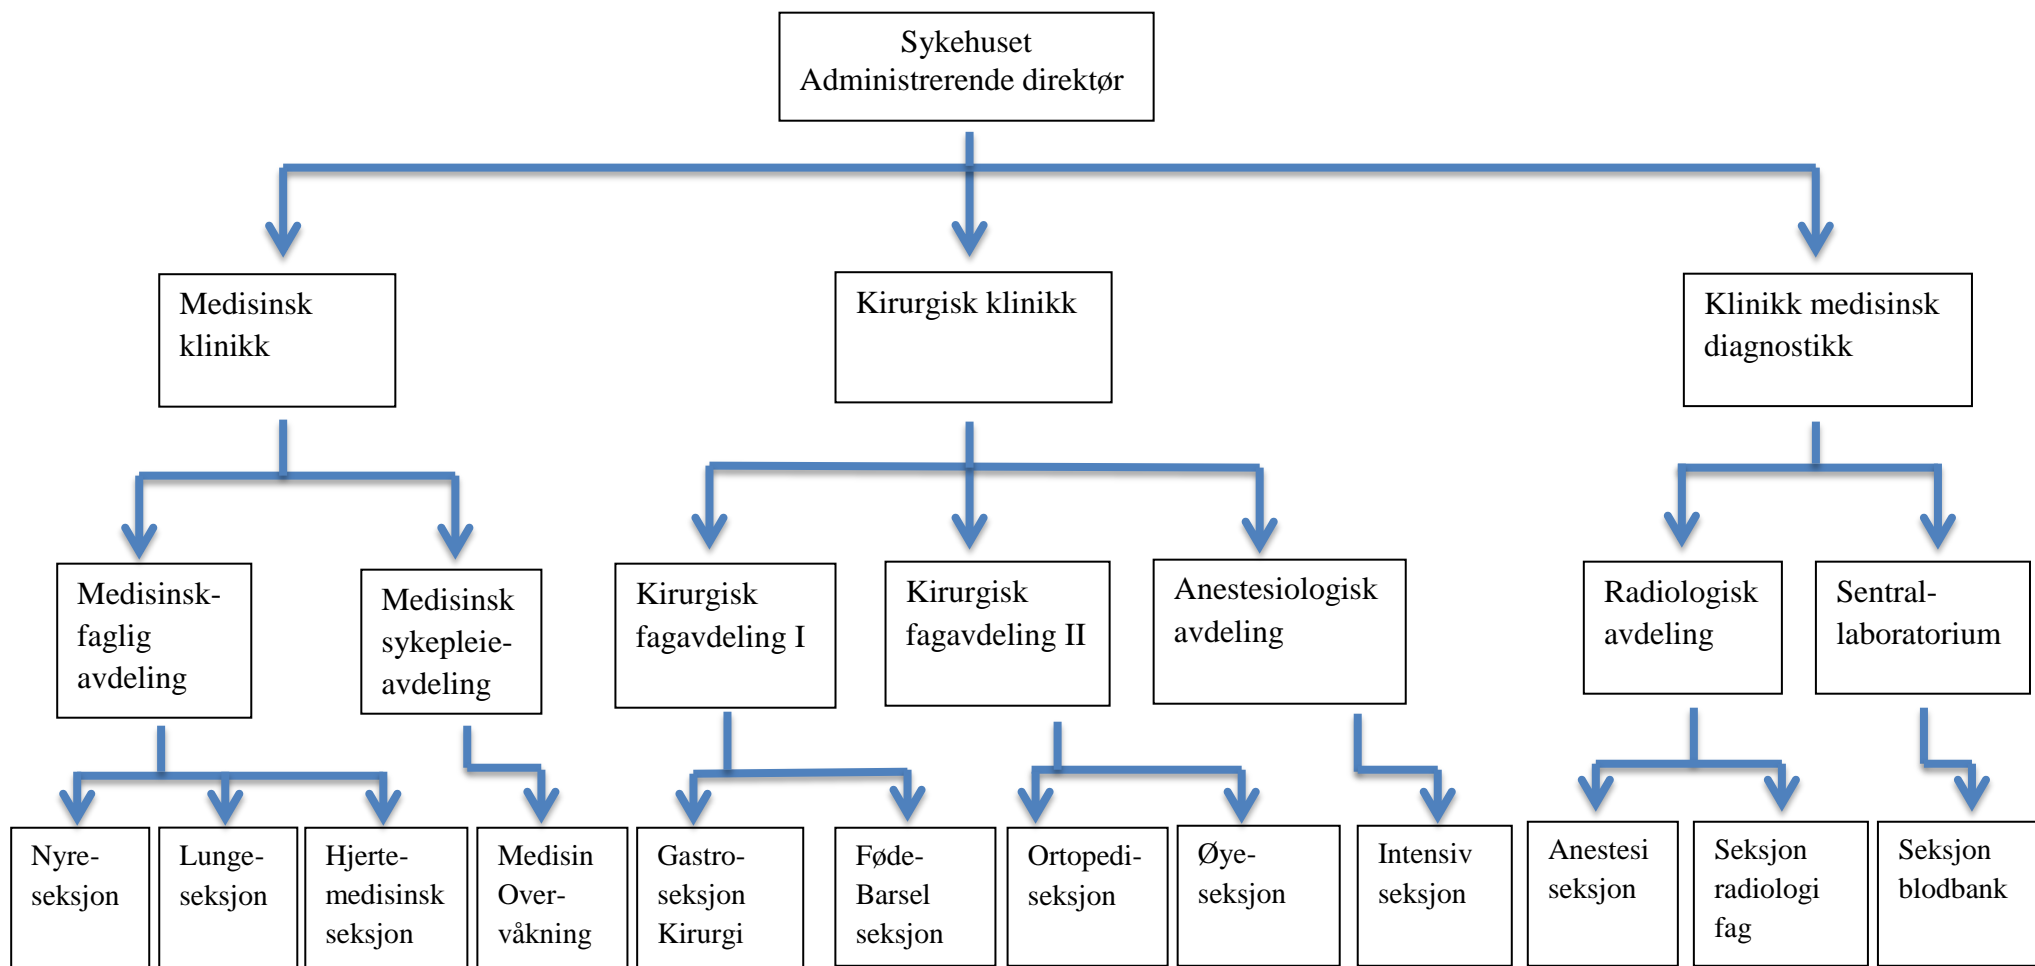 Sykehuset
Administrerende direktør
Medisinsk
klinikk
Kirurgisk klinikk
Klinikk medisinsk
diagnostikk
Medisinsk-
faglig
avdeling
Medisinsk
sykepleie-
avdeling
Kirurgisk
fagavdeling I
Kirurgisk
fagavdeling II
Anestesiologisk
avdeling
Radiologisk
avdeling
Sentral-
laboratorium
Nyre-
seksjon
Lunge-
seksjon
Hjerte-
medisinsk
seksjon
Medisin
Over-
våkning
Gastro-
seksjon
Kirurgi
Føde-
Barsel
seksjon
Ortopedi-
seksjon
Øye-
seksjon
Intensiv
seksjon
Anestesi
seksjon
Seksjon
radiologi
fag
Seksjon
blodbank